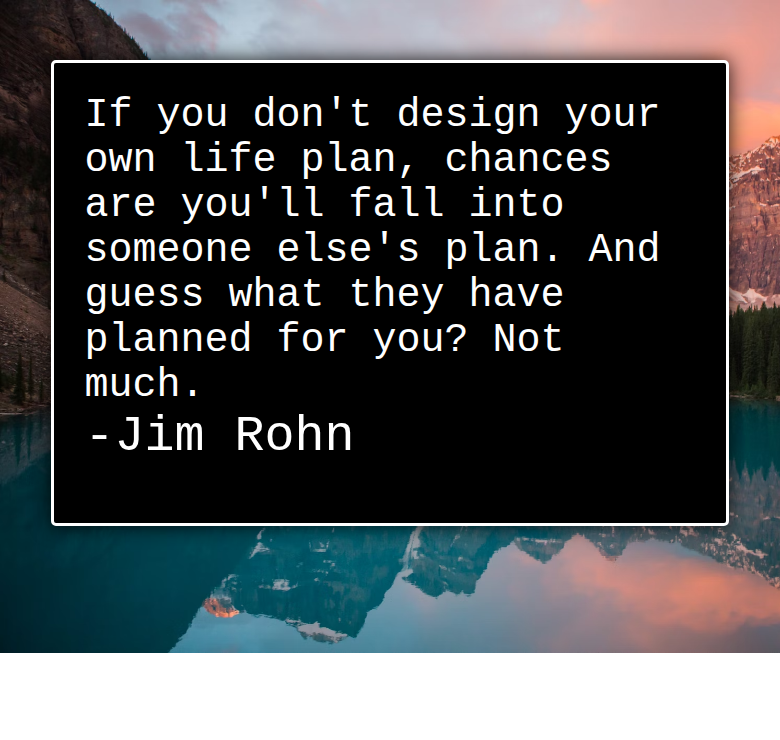 If you don't design your
own life plan, chances
are you'll fall into
someone else's plan. And
guess what they have
planned for you? Not
much.
-Jim Rohn